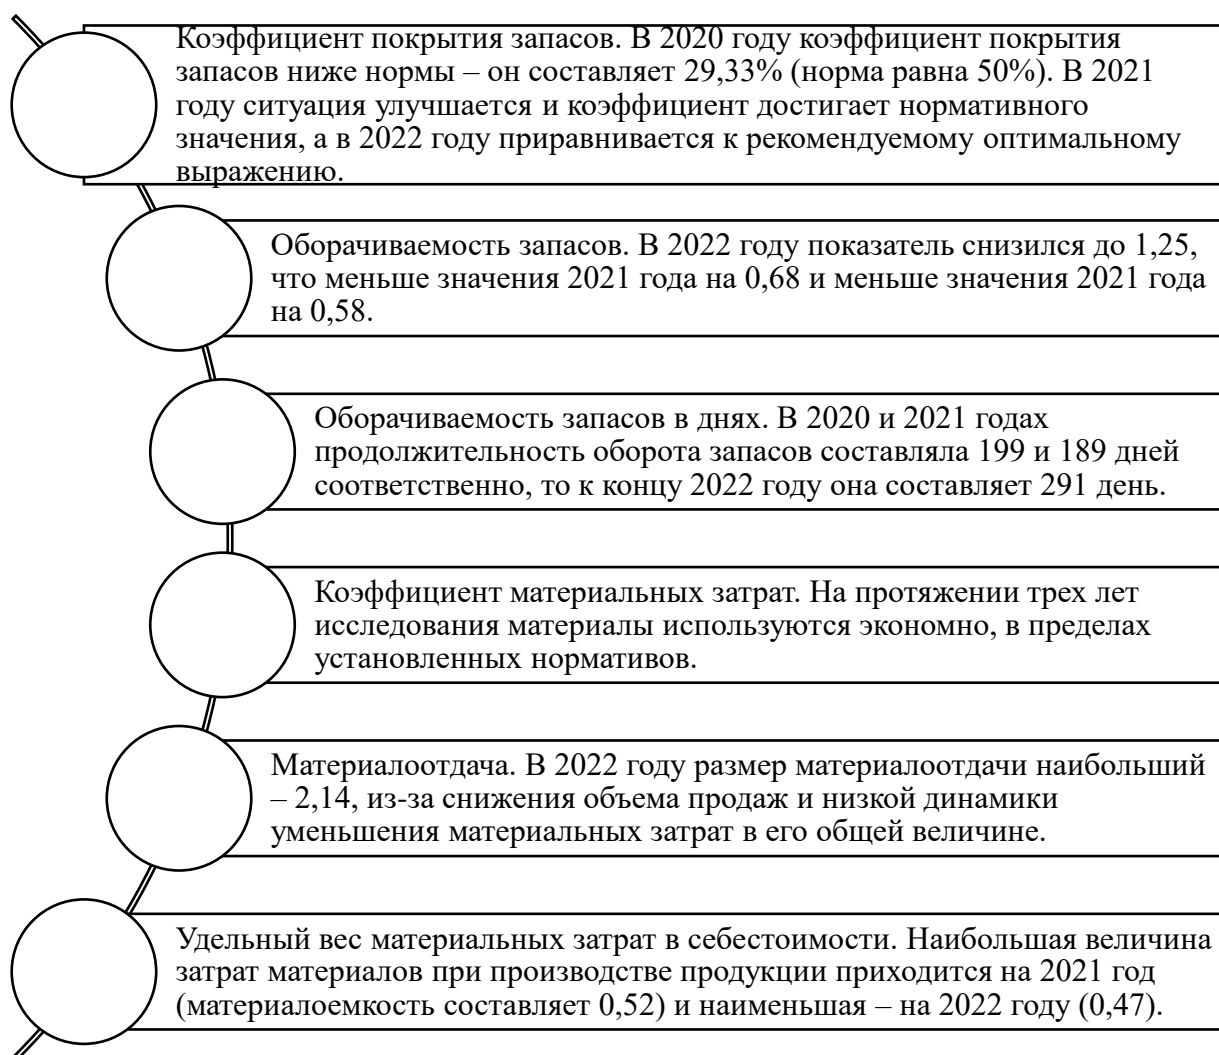 Коэффициент покрытия запасов. В 2020 году коэффициент покрытия
запасов ниже нормы – он составляет 29,33% (норма равна 50%). В 2021
году ситуация улучшается и коэффициент достигает нормативного
значения, а в 2022 году приравнивается к рекомендуемому оптимальному
выражению.
Оборачиваемость запасов. В 2022 году показатель снизился до 1,25,
что меньше значения 2021 года на 0,68 и меньше значения 2021 года
на 0,58.
Оборачиваемость запасов в днях. В 2020 и 2021 годах
продолжительность оборота запасов составляла 199 и 189 дней
соответственно, то к концу 2022 году она составляет 291 день.
Коэффициент материальных затрат. На протяжении трех лет
исследования материалы используются экономно, в пределах
установленных нормативов.
Материалоотдача. В 2022 году размер материалоотдачи наибольший
– 2,14, из-за снижения объема продаж и низкой динамики
уменьшения материальных затрат в его общей величине.
Удельный вес материальных затрат в себестоимости. Наибольшая величина
затрат материалов при производстве продукции приходится на 2021 год
(материалоемкость составляет 0,52) и наименьшая – на 2022 году (0,47).